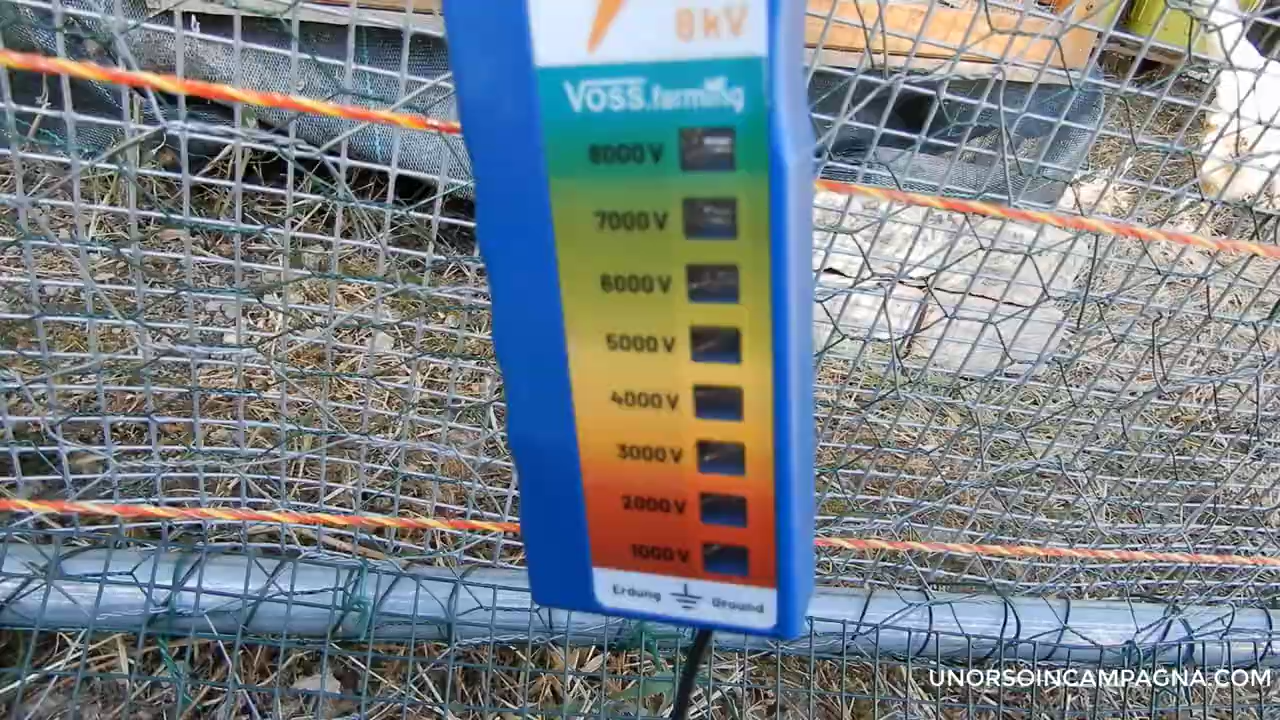 8 kV
VOSS.farming
8000 V
7000 V
6000 V
5000 V
4000 V
3000 V
2000 V
1000 V
Erdung Ground
UNORSOINCAMPAGNA.COM